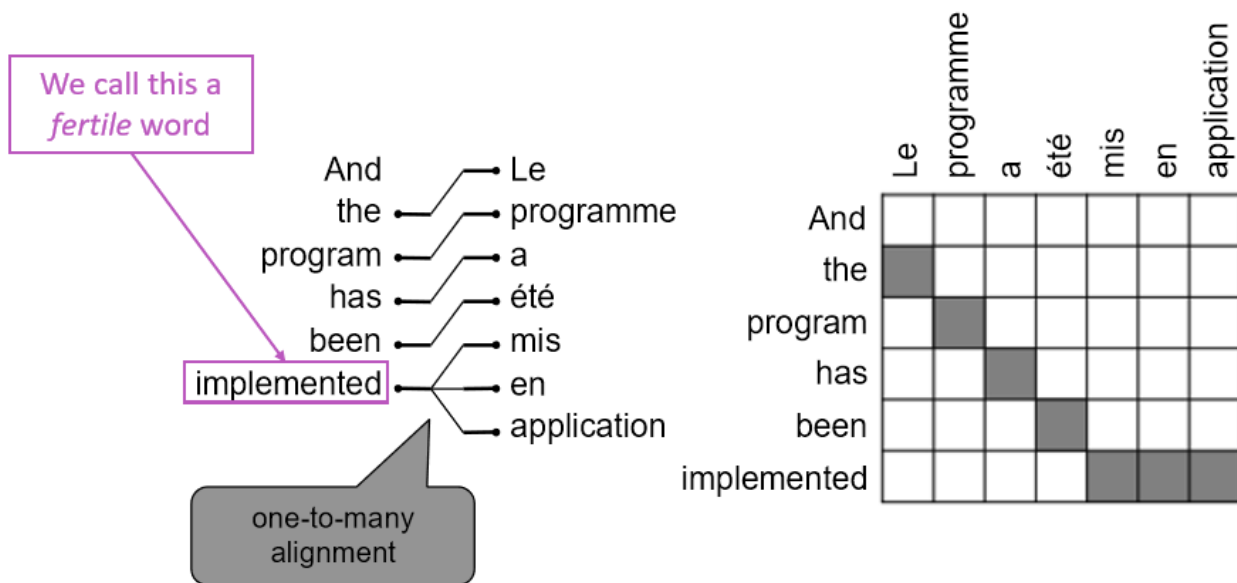 We call this a
fertile word
And
the
program
has
been
implemented
Le
programme
a
été
mis
en
application
one-to-many
alignment
Le
programme
a
été
mis
en
application
And
the
program
has
been
implemented